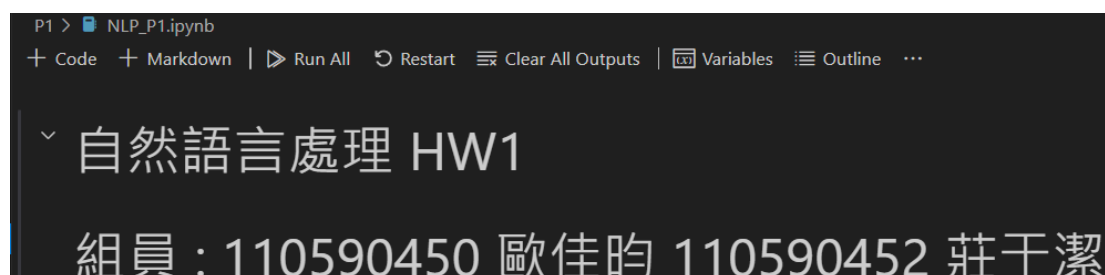 P1 > NLP_P1.ipynb
+ Code + Markdown | Run All Restart Clear All Outputs | Variables Outline ...
自然語言處理 HW1
組員 : 110590450 歐佳昀 110590452 莊干潔